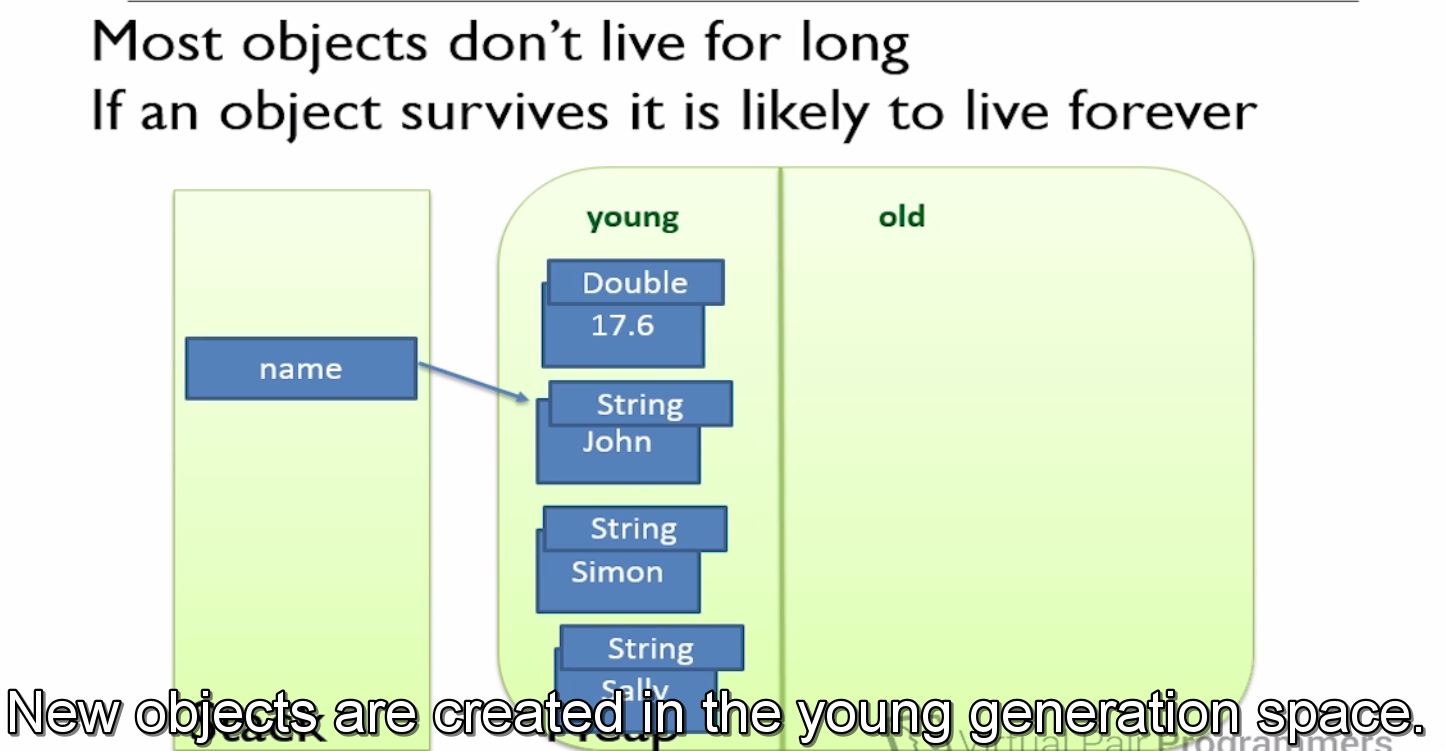 Most objects don't live for long
If an object survives it is likely to live forever
young
old
Double
17.6
name
String
John
String
Simon
String
Sally
New objects are created in the young generation space.
Stack
Heap
Virtual Pair Programmers